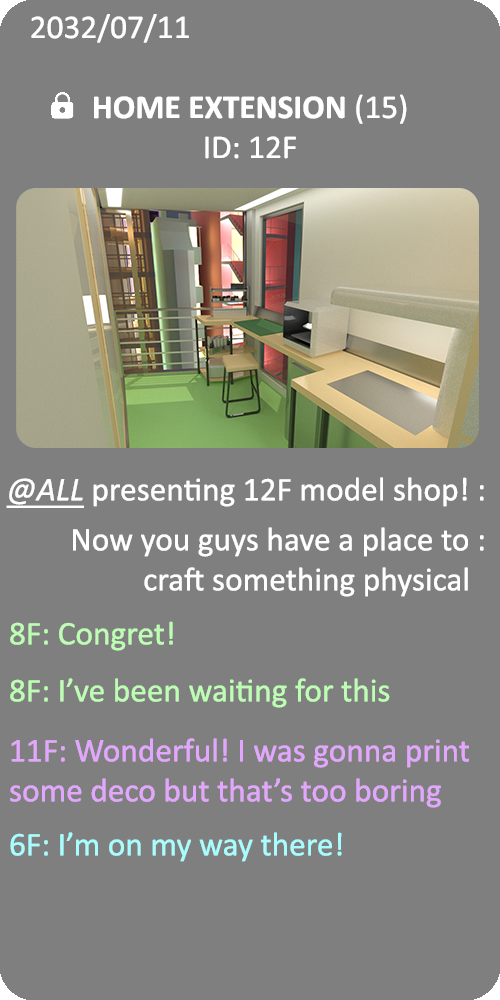 2032/07/11
HOME EXTENSION (15)
ID: 12F
@ALL presenting 12F model shop! :
Now you guys have a place to :
craft something physical
8F: Congret!
8F: I’ve been waiting for this
11F: Wonderful! I was gonna print
some deco but that’s too boring
6F: I’m on my way there!